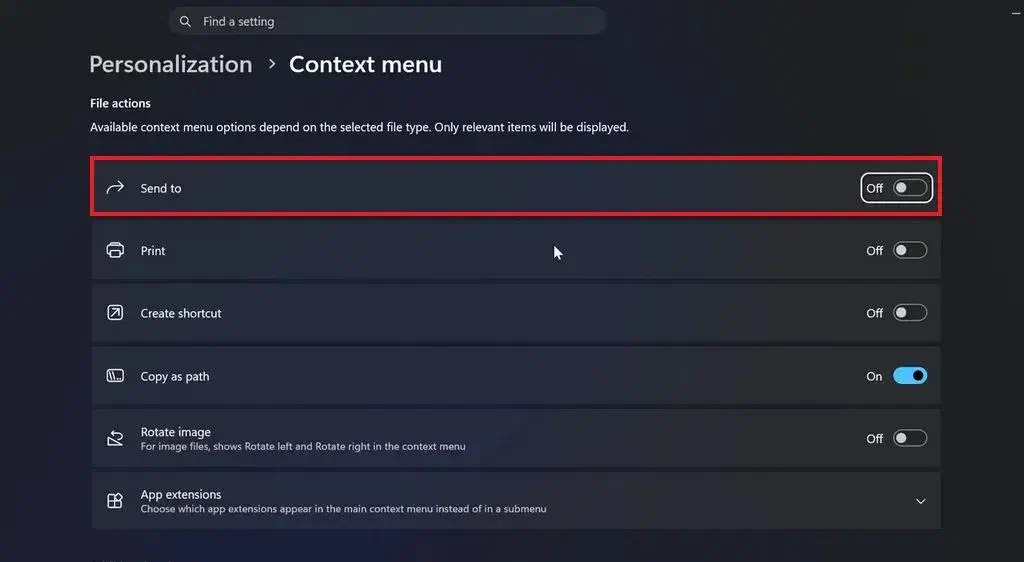 Find a setting
Personalization > Context menu
File actions
Available context menu options depend on the selected file type. Only relevant items will be displayed.
Send to
Off
Print
Off
Create shortcut
Off
Copy as path
On
Rotate image
For image files, shows Rotate left and Rotate right in the context menu
Off
App extensions
Choose which app extensions appear in the main context menu instead of in a submenu